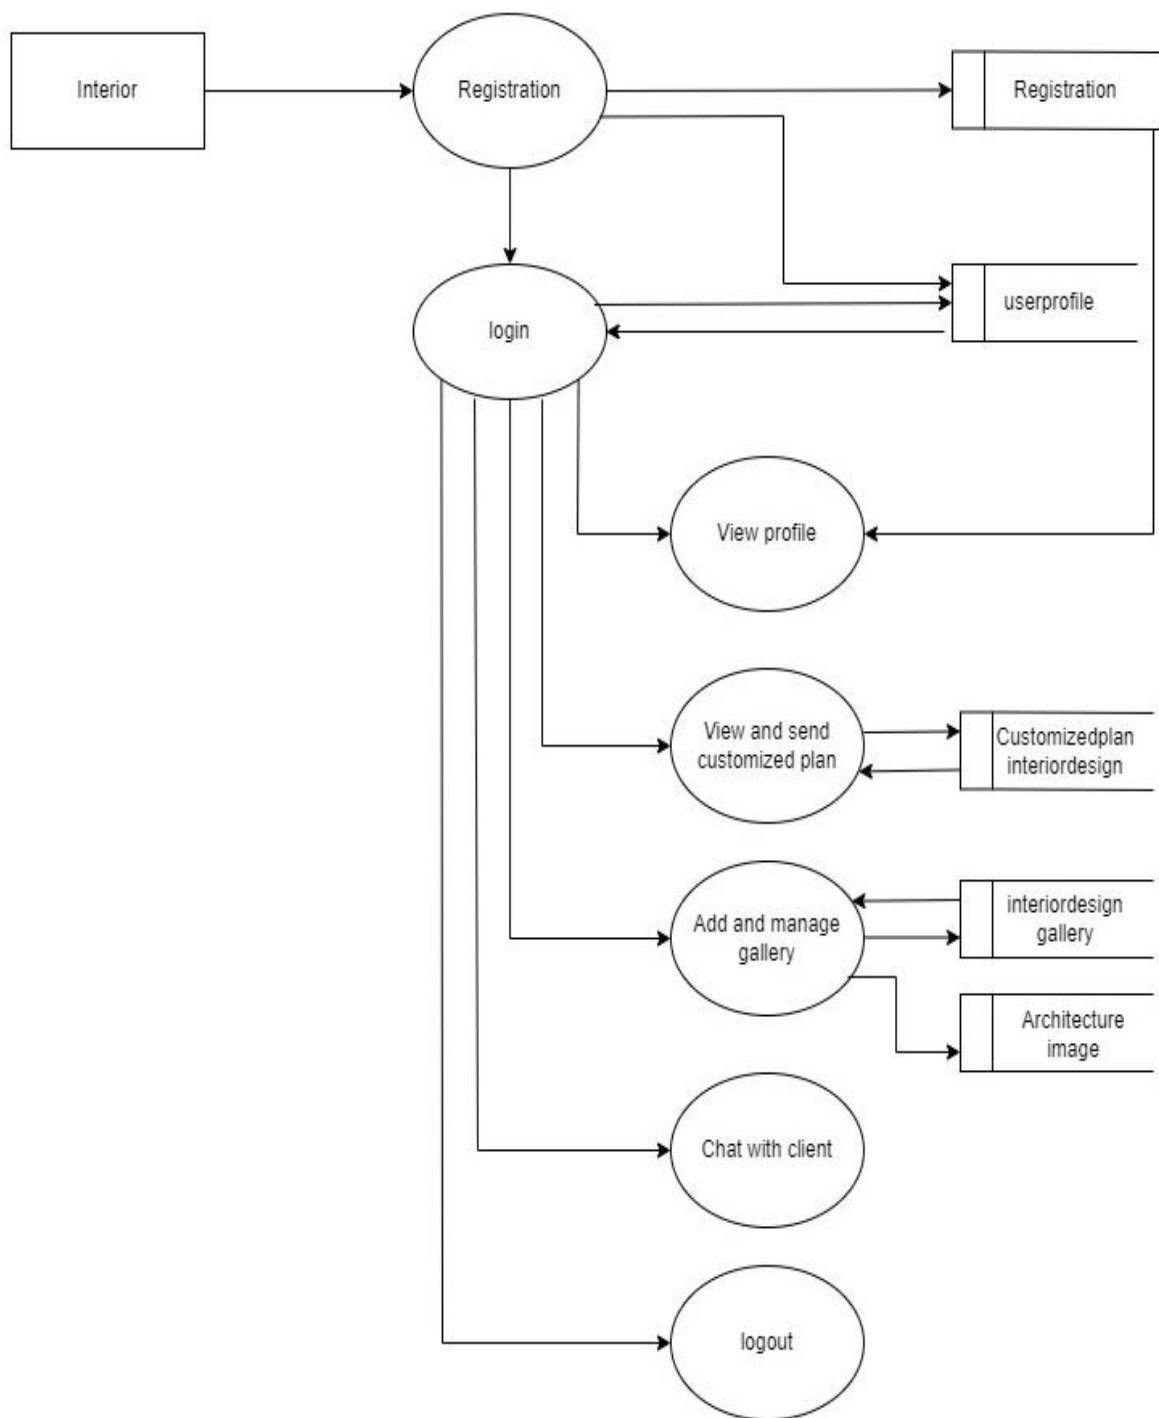 Interior
Registration
Registration
userprofile
login
View profile
View and send
customized plan
Customizedplan
interiordesign
Add and manage
gallery
interiordesign
gallery
Architecture
image
Chat with client
logout